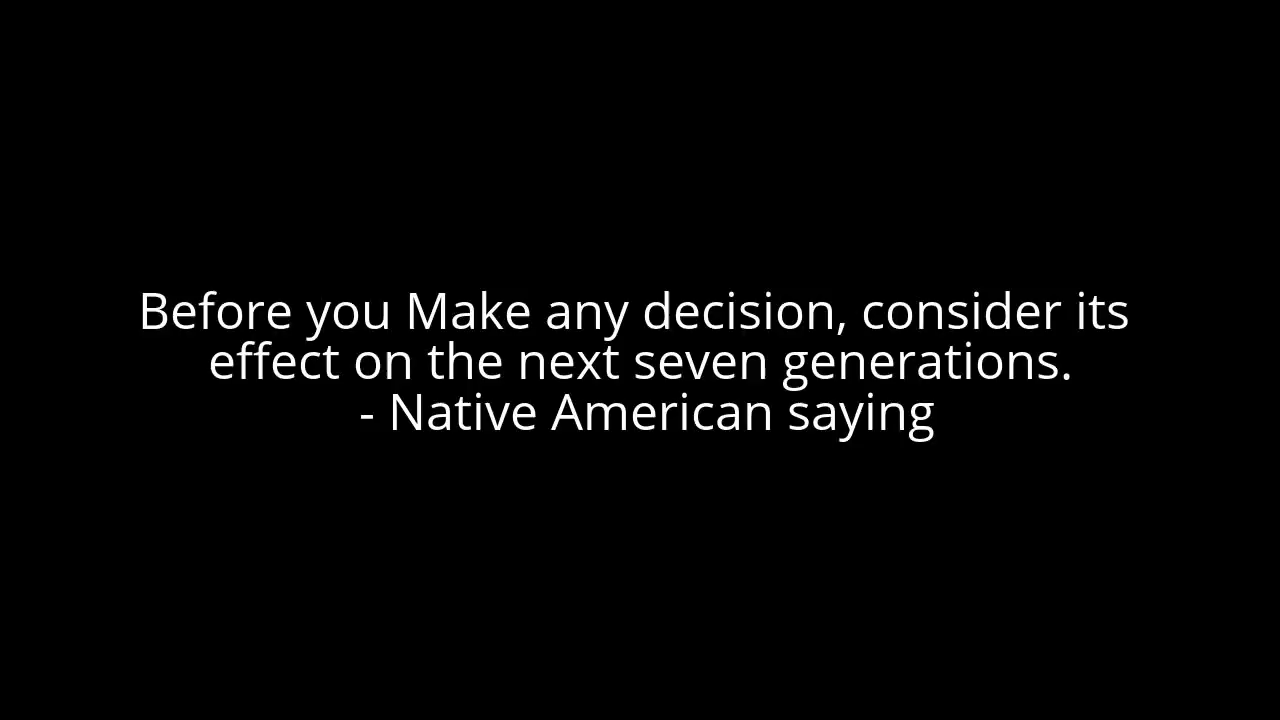 Before you Make any decision, consider its
effect on the next seven generations.
- Native American saying